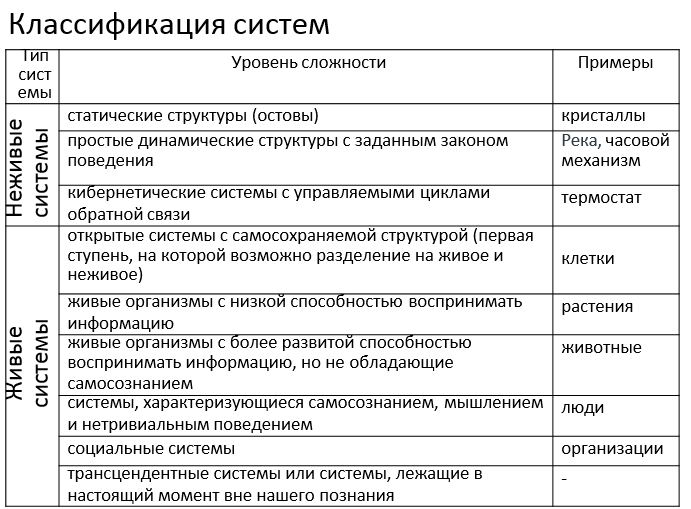 Классификация систем
Тип
сист
емы
Уровень сложности
Примеры
Неживые
системы
статические структуры (остовы)
кристаллы
простые динамические структуры с заданным законом
поведения
Река, часовой
механизм
кибернетические системы с управляемыми циклами
обратной связи
термостат
Живые
системы
открытые системы с самосохраняемой структурой (первая
ступень, на которой возможно разделение на живое и
неживое)
клетки
живые организмы с низкой способностью воспринимать
информацию
растения
живые организмы с более развитой способностью
воспринимать информацию, но не обладающие
самосознанием
животные
системы, характеризующиеся самосознанием, мышлением
и нетривиальным поведением
люди
социальные системы
организации
трансцендентные системы или системы, лежащие в
настоящий момент вне нашего познания
-